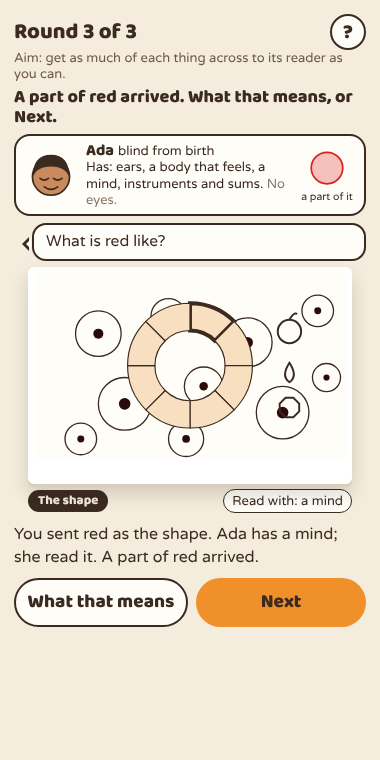 Round 3 of 3
?
Aim: get as much of each thing across to its reader as
you can.
A part of red arrived. What that means, or
Next.
Ada blind from birth
Has: ears, a body that feels, a
mind, instruments and sums. No
eyes.
a part of it
What is red like?
The shape
Read with: a mind
You sent red as the shape. Ada has a mind;
she read it. A part of red arrived.
What that means
Next